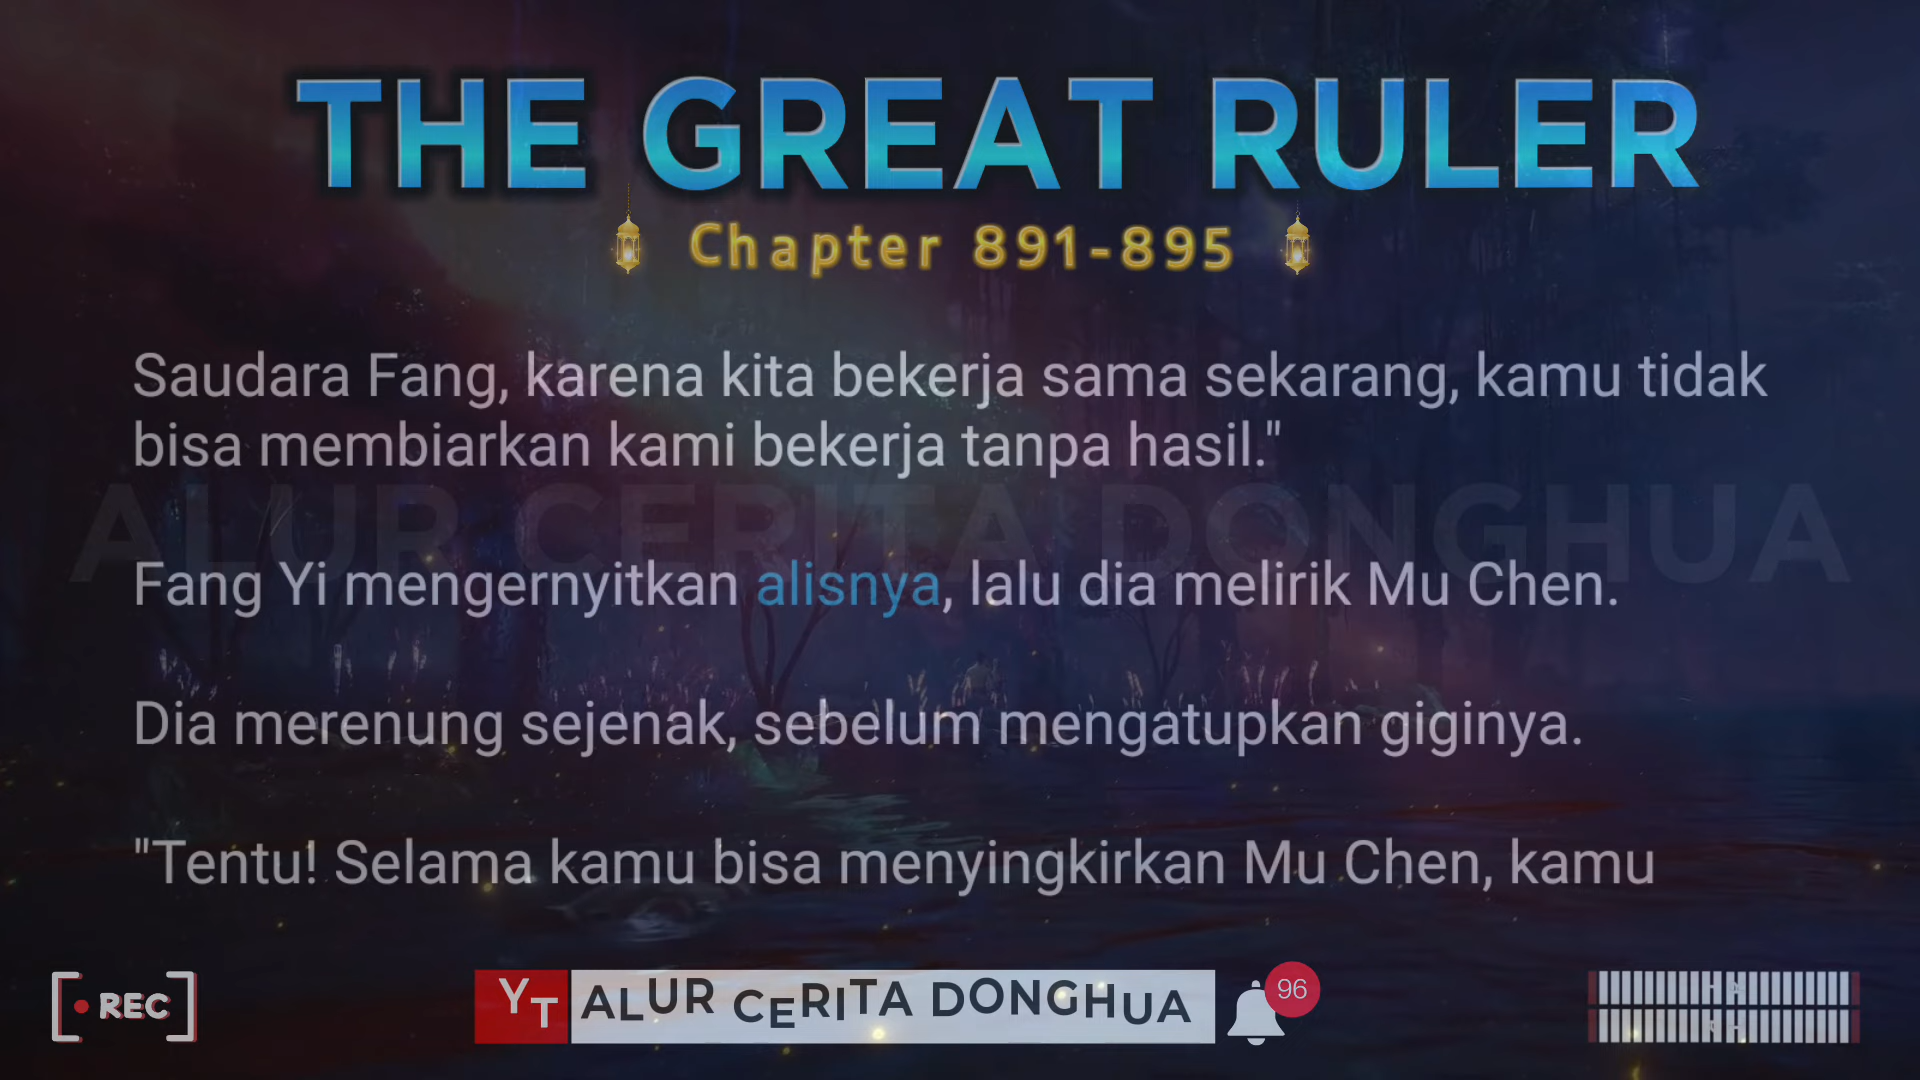 THE GREAT RULER
Chapter 891-895
Saudara Fang, karena kita bekerja sama sekarang, kamu tidak
bisa membiarkan kami bekerja tanpa hasil."
ALUR CERITA DONGHUA
Fang Yi mengernyitkan alisnya, lalu dia melirik Mu Chen.
Dia merenung sejenak, sebelum mengatupkan giginya.
"Tentu! Selama kamu bisa menyingkirkan Mu Chen, kamu
REC
YT ALUR CERITA DONGHUA
96